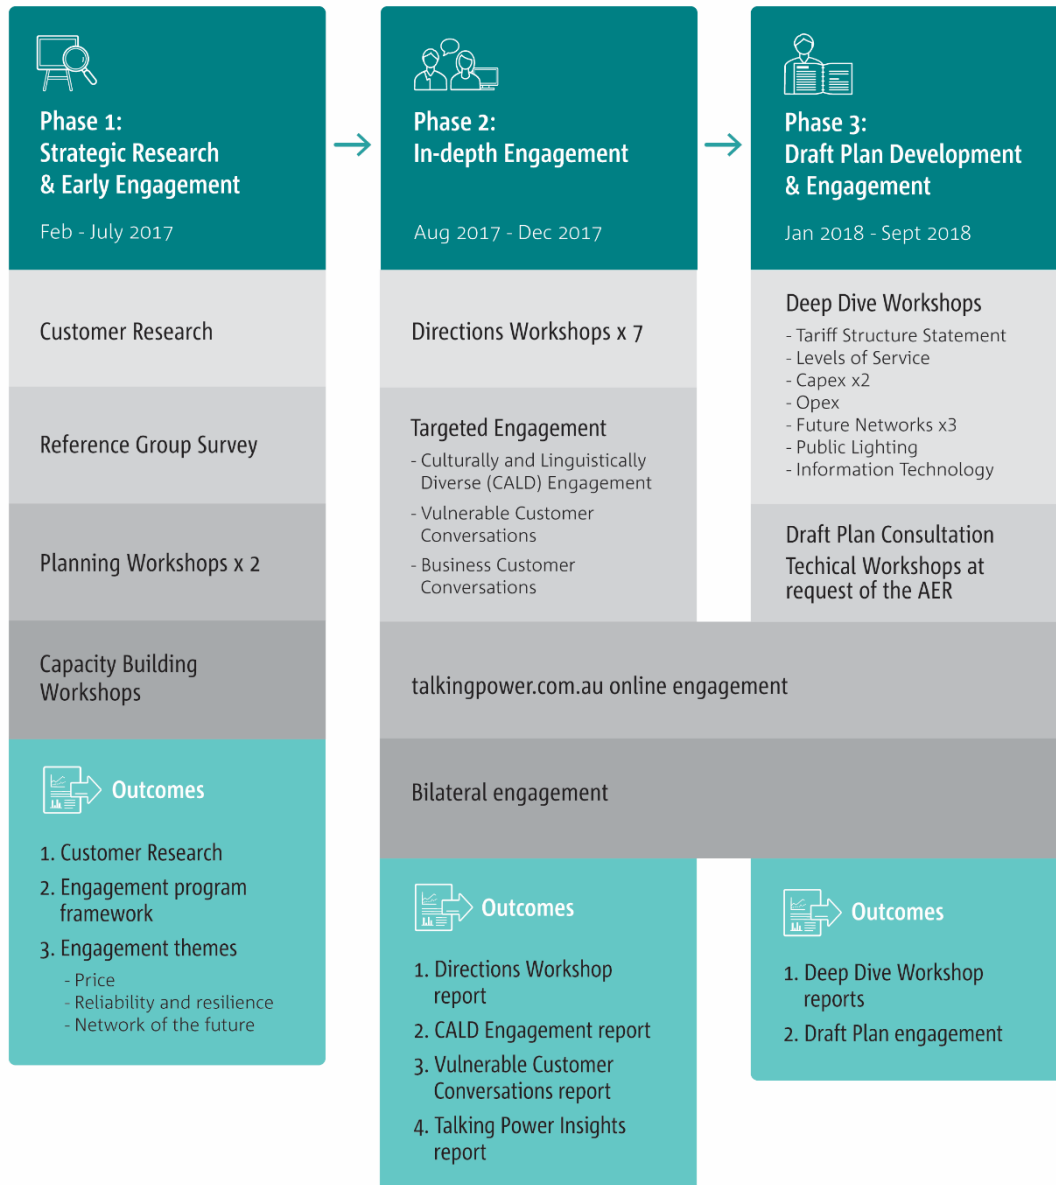 Phase 1:
Strategic Research
& Early Engagement
Feb - July 2017
Customer Research
Reference Group Survey
Planning Workshops x 2
Capacity Building
Workshops
Outcomes
1. Customer Research
2. Engagement program
framework
3. Engagement themes
- Price
- Reliability and resilience
- Network of the future
Phase 2:
In-depth Engagement
Aug 2017 - Dec 2017
Directions Workshops x 7
Targeted Engagement
- Culturally and Linguistically
Diverse (CALD) Engagement
- Vulnerable Customer
Conversations
- Business Customer
Conversations
talkingpower.com.au online engagement
Bilateral engagement
Outcomes
1. Directions Workshop
report
2. CALD Engagement report
3. Vulnerable Customer
Conversations report
4. Talking Power Insights
report
Phase 3:
Draft Plan Development
& Engagement
Jan 2018 - Sept 2018
Deep Dive Workshops
- Tariff Structure Statement
- Levels of Service
- Capex x2
- Opex
- Future Networks x3
- Public Lighting
- Information Technology
Draft Plan Consultation
Techical Workshops at
request of the AER
Outcomes
1. Deep Dive Workshop
reports
2. Draft Plan engagement